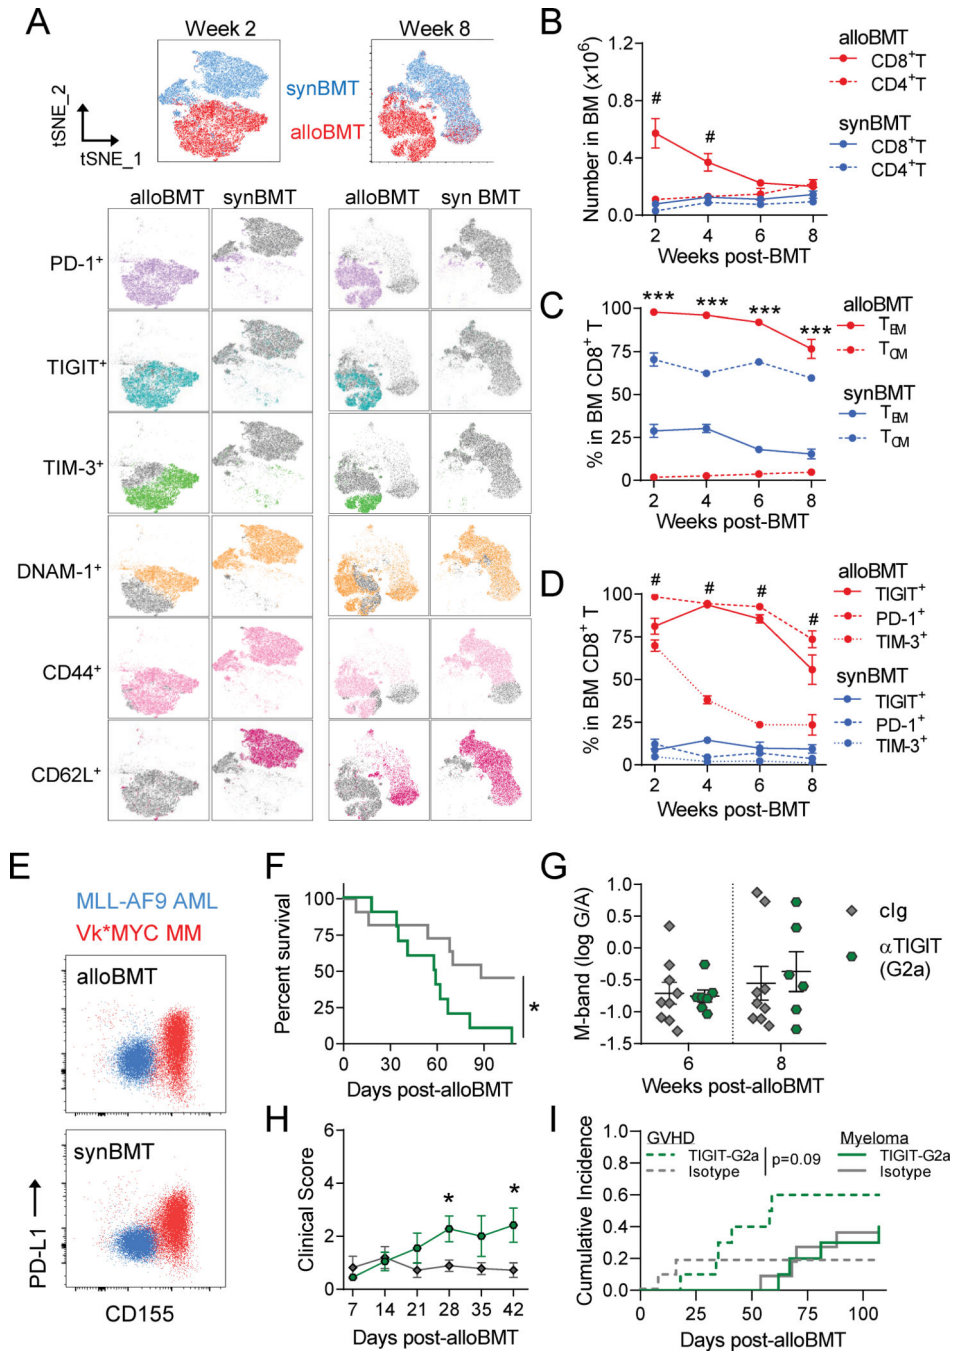 A
Week 2
Week 8
synBMT
alloBMT
tSNE_2
tSNE_1
alloBMT synBMT
alloBMT syn BMT
PD-1+
TIGIT+
TIM-3+
DNAM-1+
CD44+
CD62L+
B
Number in BM (x10⁶)
1.2
0.8
0.4
0.0
2 4 6 8
Weeks post-BMT
# #
alloBMT
CD8+T
CD4+T
synBMT
CD8+T
CD4+T
C
% in BM CD8+ T
100
75
50
25
0
2 4 6 8
Weeks post-BMT
*** *** *** ***
alloBMT
TEM
TCM
synBMT
TEM
TCM
D
% in BM CD8+ T
100
75
50
25
0
2 4 6 8
Weeks post-BMT
# # # #
alloBMT
TIGIT+
PD-1+
TIM-3+
synBMT
TIGIT+
PD-1+
TIM-3+
E
MLL-AF9 AML
Vk*MYC MM
alloBMT
synBMT
PD-L1
CD155
F
Percent survival
100
75
50
25
0
0 30 60 90
Days post-alloBMT
*
G
M-band (log G/A)
1.0
0.5
-0.0
-0.5
-1.0
-1.5
6 8
Weeks post-alloBMT
cIg
αTIGIT
(G2a)
H
Clinical Score
6
4
2
0
7 14 21 28 35 42
Days post-alloBMT
* *
I
Cumulative Incidence
1.0
0.8
0.6
0.4
0.2
0.0
0 25 50 75 100
Days post-alloBMT
GVHD
TIGIT-G2a
Isotype
p=0.09
Myeloma
TIGIT-G2a
Isotype